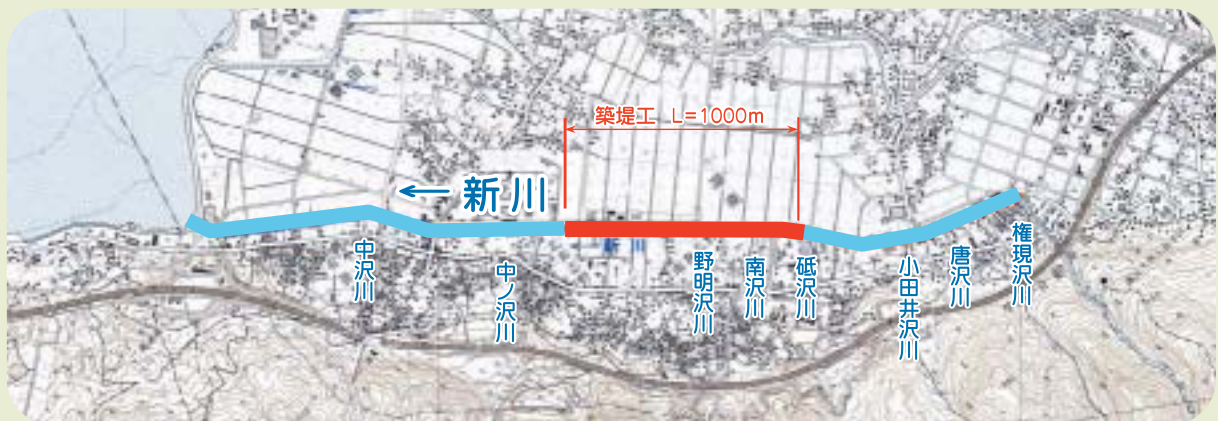 築堤工 L=1000m
← 新川
新川
中沢川
中ノ沢川
野明沢川
南沢川
砥沢川
小田井沢川
唐沢川
権現沢川